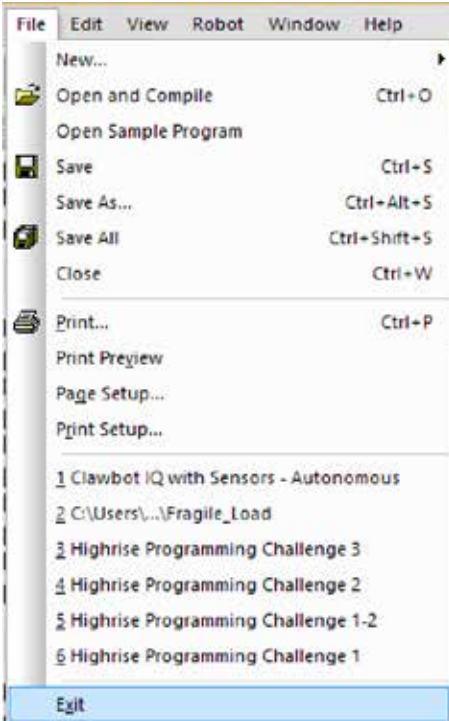 File Edit View Robot Window Help
New...
Open and Compile Ctrl+O
Open Sample Program
Save Ctrl+S
Save As... Ctrl+Alt+S
Save All Ctrl+Shift+S
Close Ctrl+W
Print... Ctrl+P
Print Preview
Page Setup...
Print Setup...
1 Clawbot IQ with Sensors - Autonomous
2 C:\Users\...\Fragile_Load
3 Highrise Programming Challenge 3
4 Highrise Programming Challenge 2
5 Highrise Programming Challenge 1-2
6 Highrise Programming Challenge 1
Exit